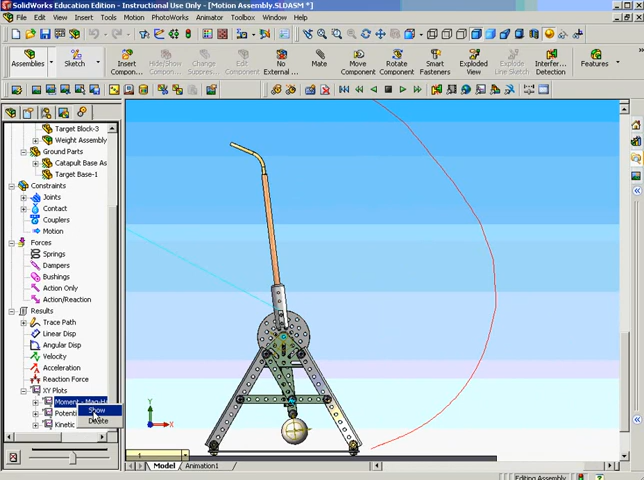 SolidWorks Education Edition - Instructional Use Only - [Motion Assembly.SLDASM *]
File Edit View Insert Tools Motion PhotoWorks Animator Toolbox Window Help
Assemblies Sketch Insert Compon... Hide/Show Compon... Change Suppres... Edit Component No External ... Mate Move Component Rotate Component Smart Fasteners Exploded View Explode Line Sketch Interfer... Detection Features
Target Block-3
Weight Assembly
Ground Parts
Catapult Base As
Target Base-1
Constraints
Joints
Contact
Couplers
Motion
Forces
Springs
Dampers
Bushings
Action Only
Action/Reaction
Results
Trace Path
Linear Disp
Angular Disp
Velocity
Acceleration
Reaction Force
XY Plots
Moment - Mag-H
Show
Potenti
Delete
Kinetic
Y
X
Model Animation1
Editing Assembly